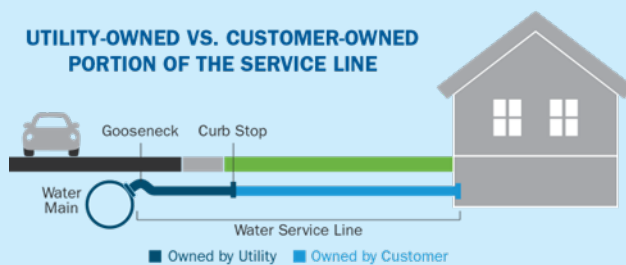 UTILITY-OWNED VS. CUSTOMER-OWNED
PORTION OF THE SERVICE LINE
Gooseneck
Curb Stop
Water
Main
Water Service Line
Owned by Utility
Owned by Customer